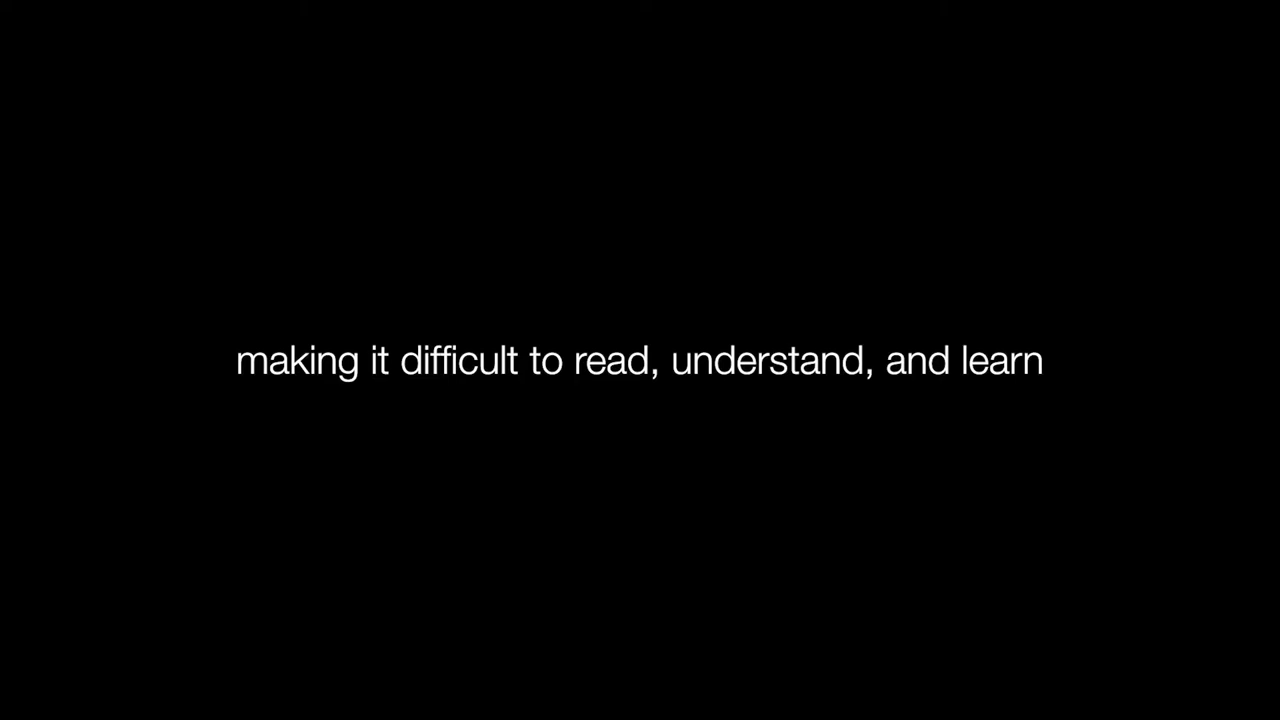 making it difficult to read, understand, and learn